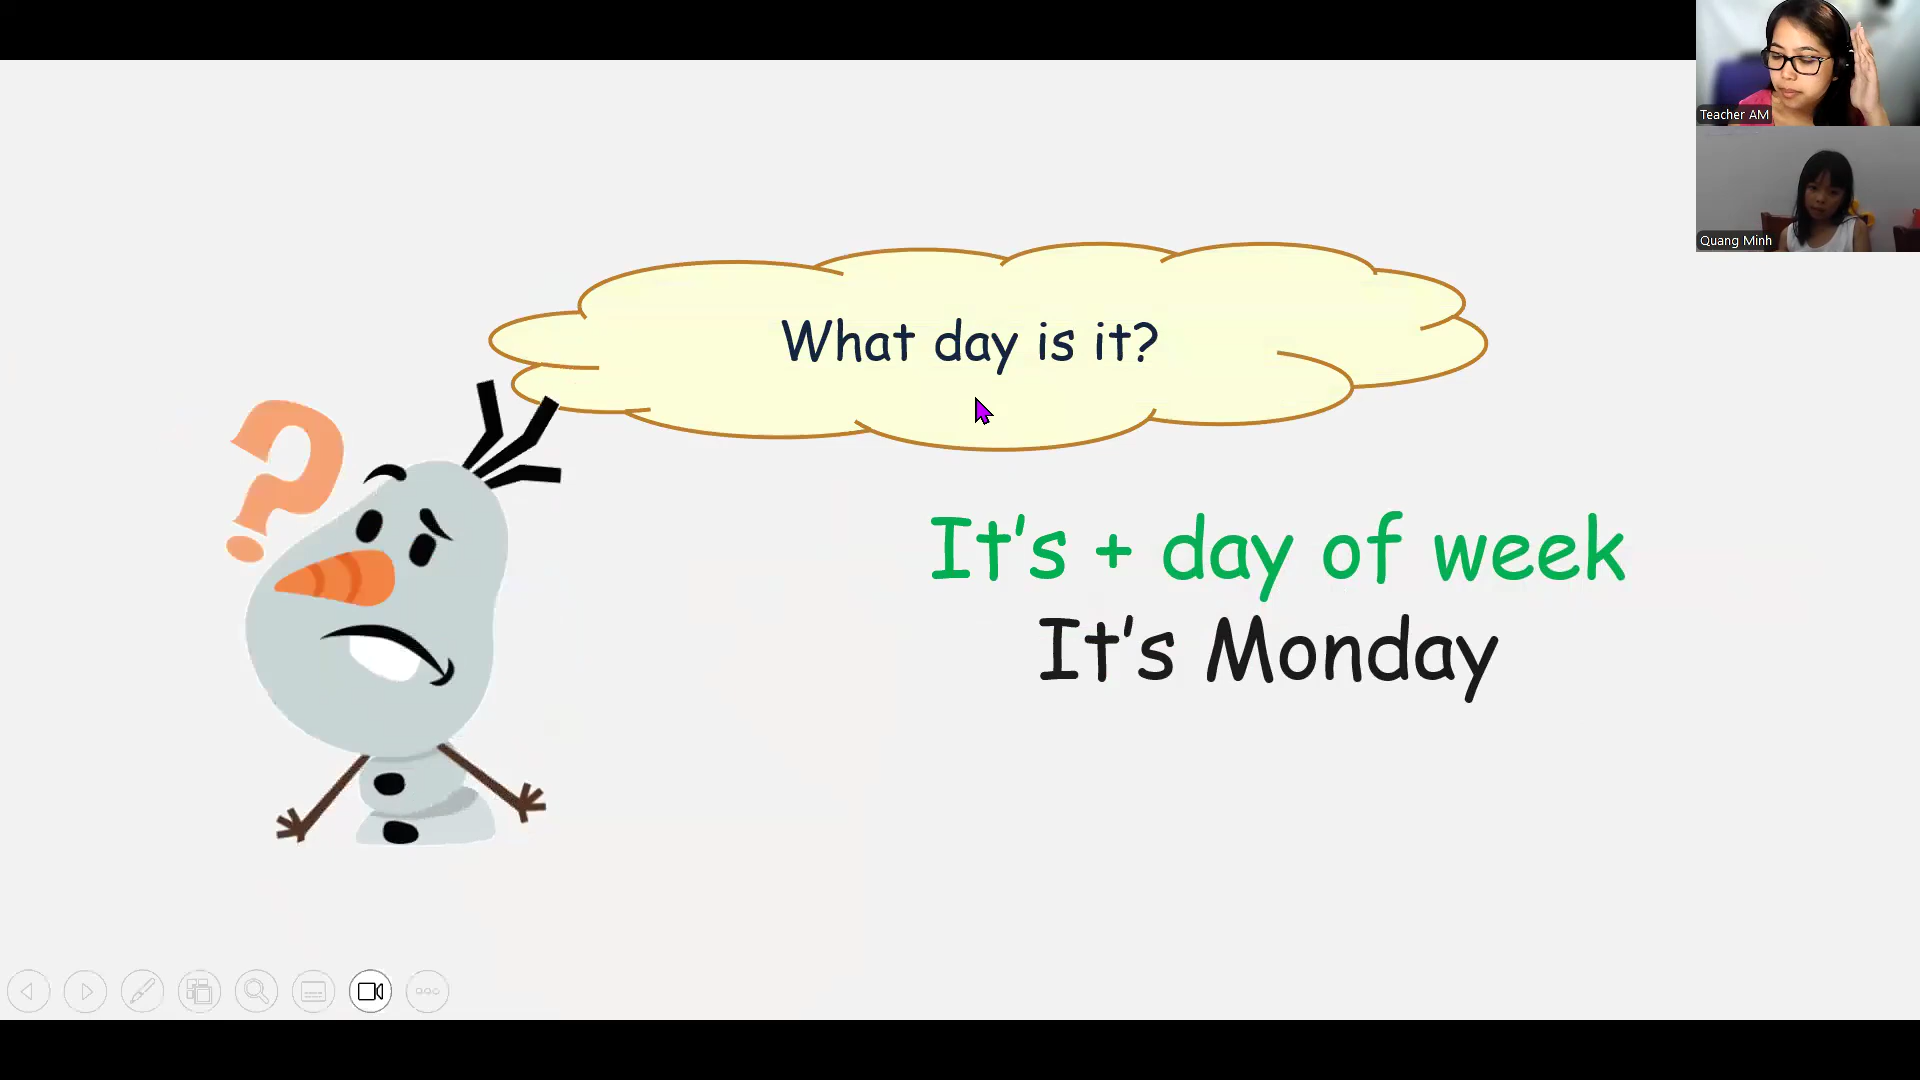 Teacher AM
Quang Minh
What day is it?
It's + day of week
It's Monday